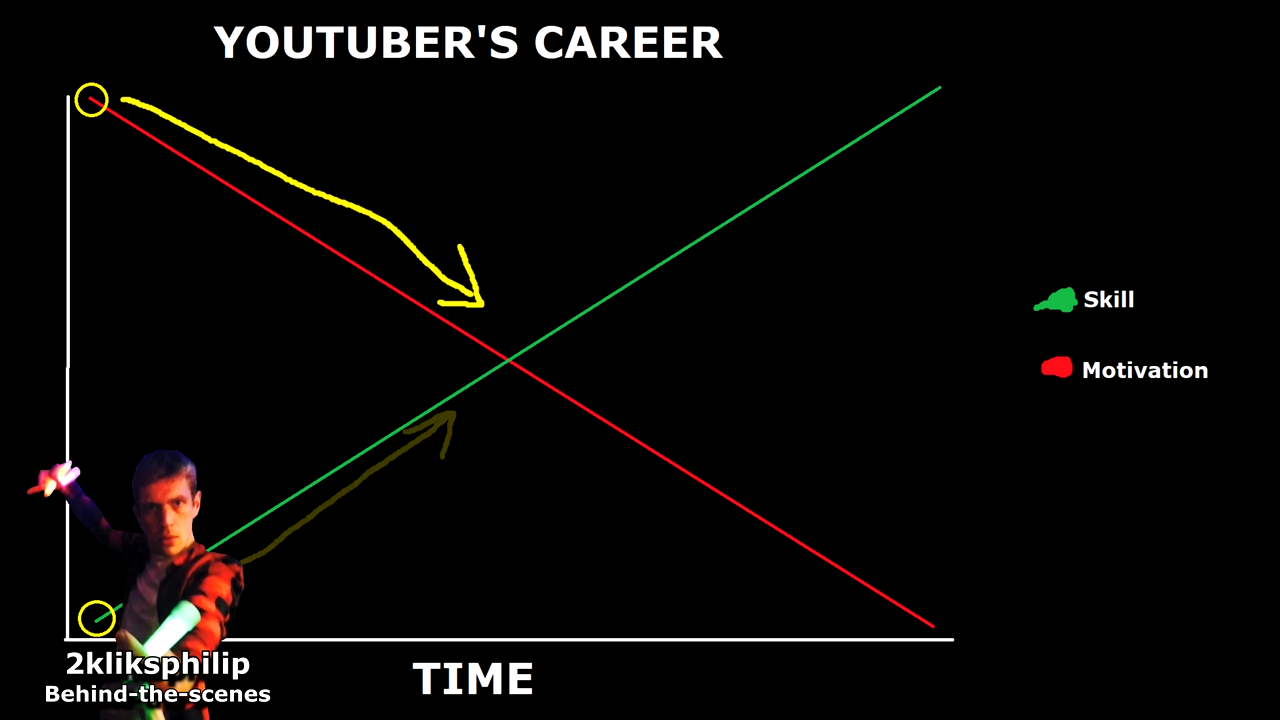 YOUTUBER'S CAREER
Skill
Motivation
2kliksphilip
Behind-the-scenes
TIME